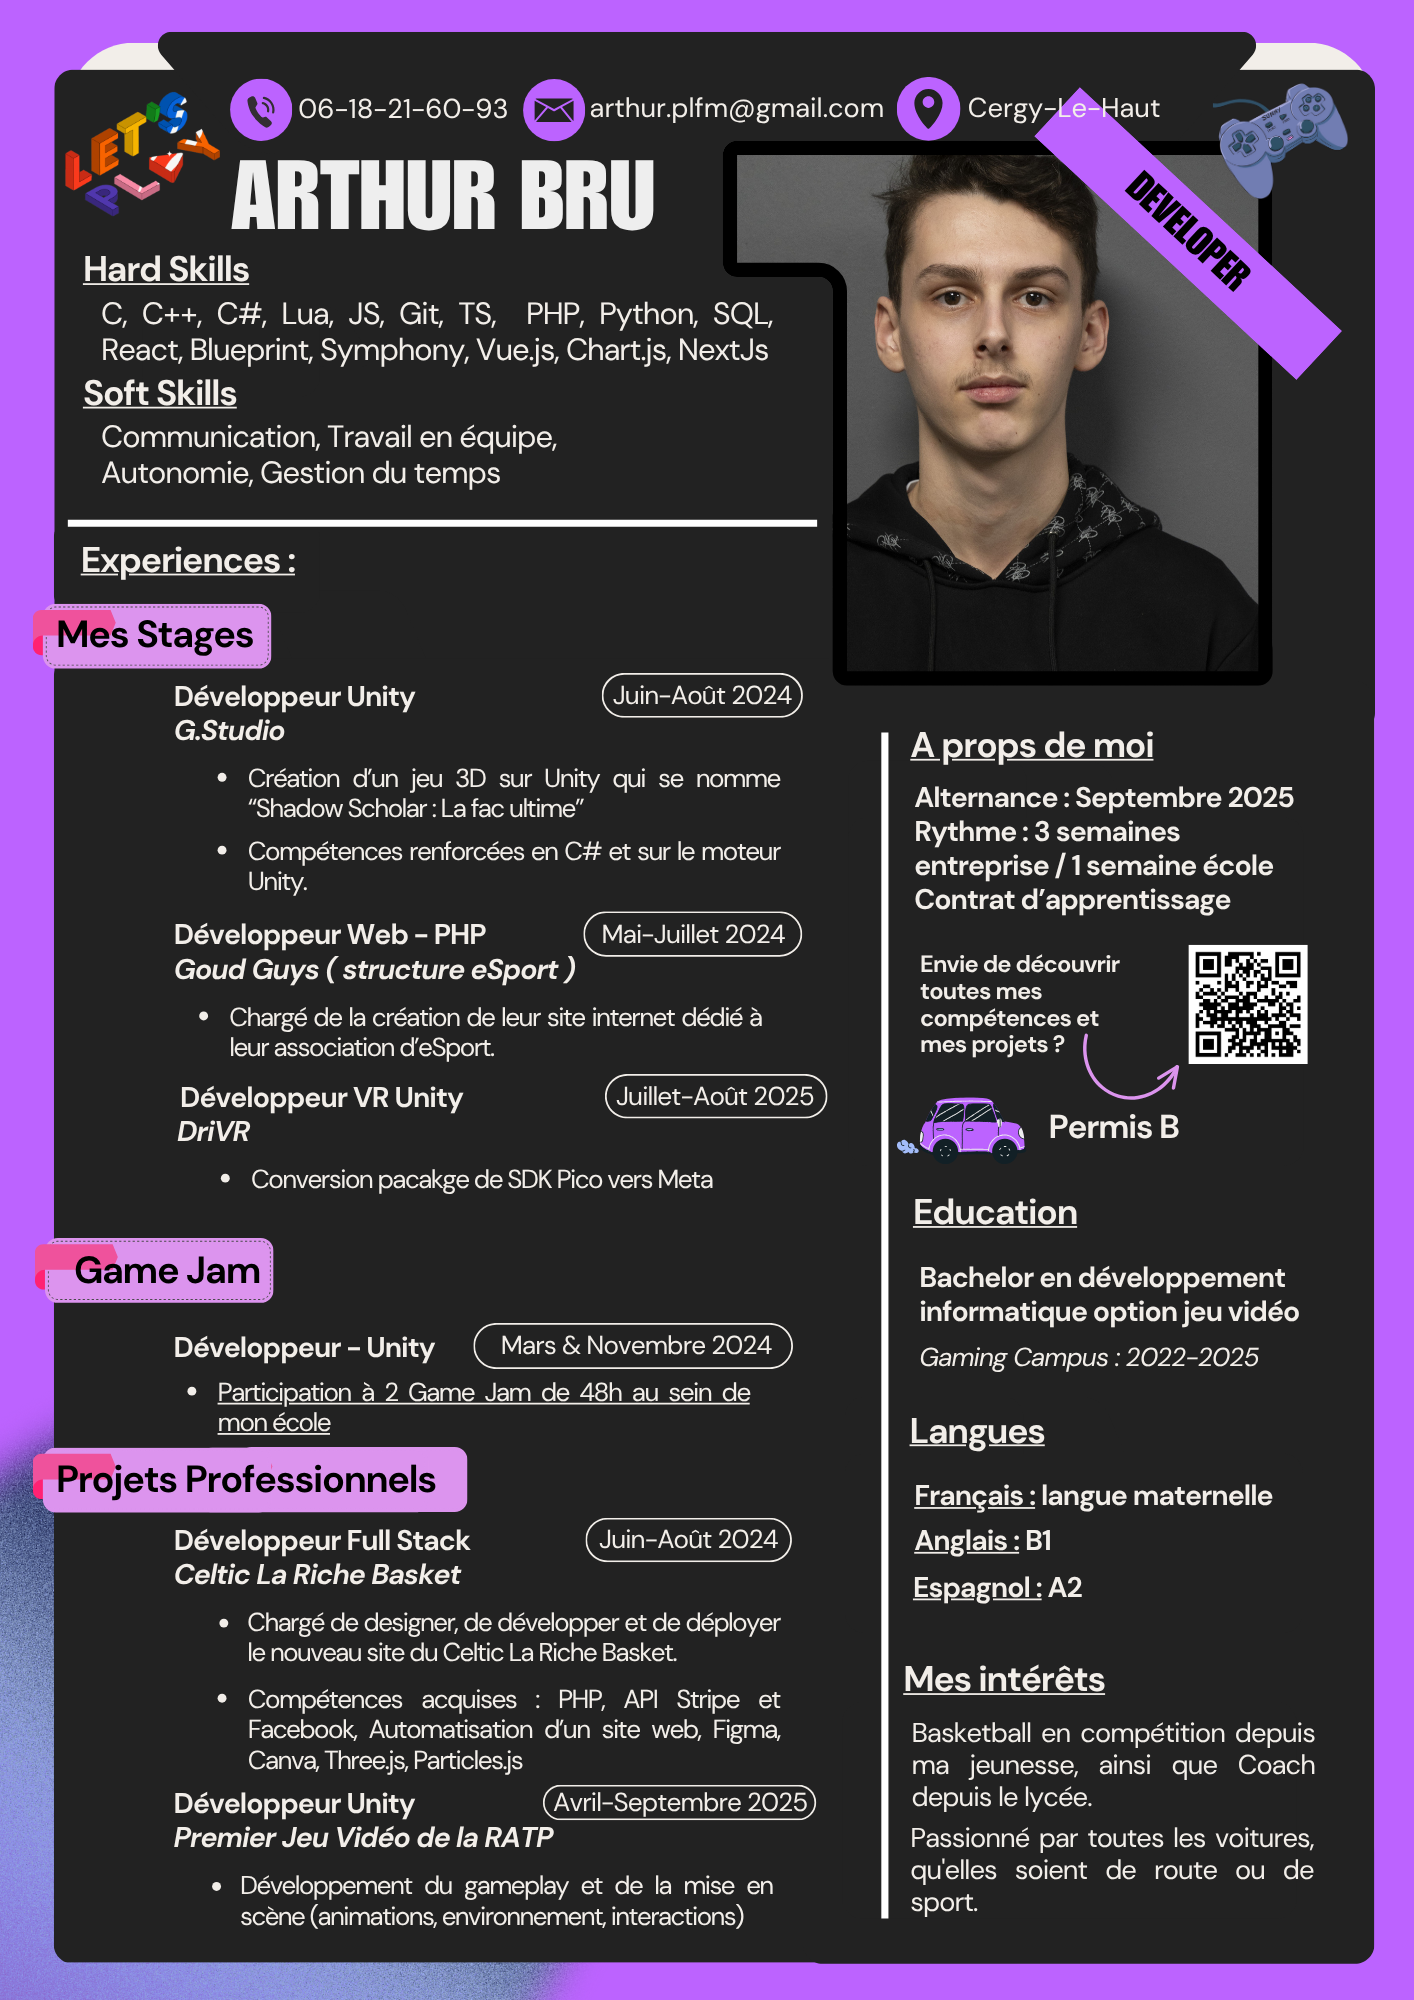 LET'S
PLAY
06-18-21-60-93
arthur.plfm@gmail.com
Cergy-Le-Haut
ARTHUR BRU
DEVELOPER
Hard Skills
C, C++, C#, Lua, JS, Git, TS, PHP, Python, SQL,
React, Blueprint, Symphony, Vue.js, Chart.js, NextJs
Soft Skills
Communication, Travail en équipe,
Autonomie, Gestion du temps
Experiences :
Mes Stages
Développeur Unity
Juin-Août 2024
G.Studio
• Création d'un jeu 3D sur Unity qui se nomme
“Shadow Scholar : La fac ultime”
• Compétences renforcées en C# et sur le moteur
Unity.
Développeur Web - PHP
Mai-Juillet 2024
Goud Guys ( structure eSport )
• Chargé de la création de leur site internet dédié à
leur association d'eSport.
Développeur VR Unity
Juillet-Août 2025
DriVR
• Conversion pacakge de SDK Pico vers Meta
Game Jam
Développeur - Unity
Mars & Novembre 2024
• Participation à 2 Game Jam de 48h au sein de
mon école
Projets Professionnels
Développeur Full Stack
Juin-Août 2024
Celtic La Riche Basket
• Chargé de designer, de développer et de déployer
le nouveau site du Celtic La Riche Basket.
• Compétences acquises : PHP, API Stripe et
Facebook, Automatisation d'un site web, Figma,
Canva, Three.js, Particles.js
Développeur Unity
Avril-Septembre 2025
Premier Jeu Vidéo de la RATP
• Développement du gameplay et de la mise en
scène (animations, environnement, interactions)
A props de moi
Alternance : Septembre 2025
Rythme : 3 semaines
entreprise / 1 semaine école
Contrat d'apprentissage
Envie de découvrir
toutes mes
compétences et
mes projets ?
Permis B
Education
Bachelor en développement
informatique option jeu vidéo
Gaming Campus : 2022-2025
Langues
Français : langue maternelle
Anglais : B1
Espagnol : A2
Mes intérêts
Basketball en compétition depuis
ma jeunesse, ainsi que Coach
depuis le lycée.
Passionné par toutes les voitures,
qu'elles soient de route ou de
sport.